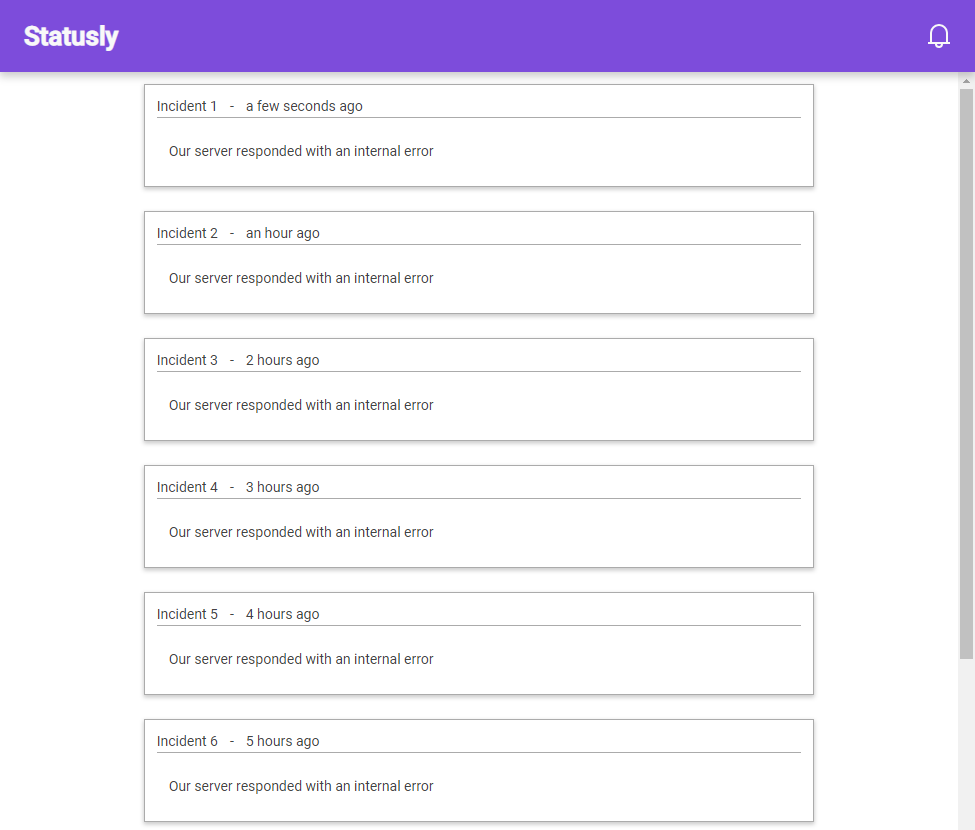 Statusly
Incident 1 - a few seconds ago
Our server responded with an internal error
Incident 2 - an hour ago
Our server responded with an internal error
Incident 3 - 2 hours ago
Our server responded with an internal error
Incident 4 - 3 hours ago
Our server responded with an internal error
Incident 5 - 4 hours ago
Our server responded with an internal error
Incident 6 - 5 hours ago
Our server responded with an internal error